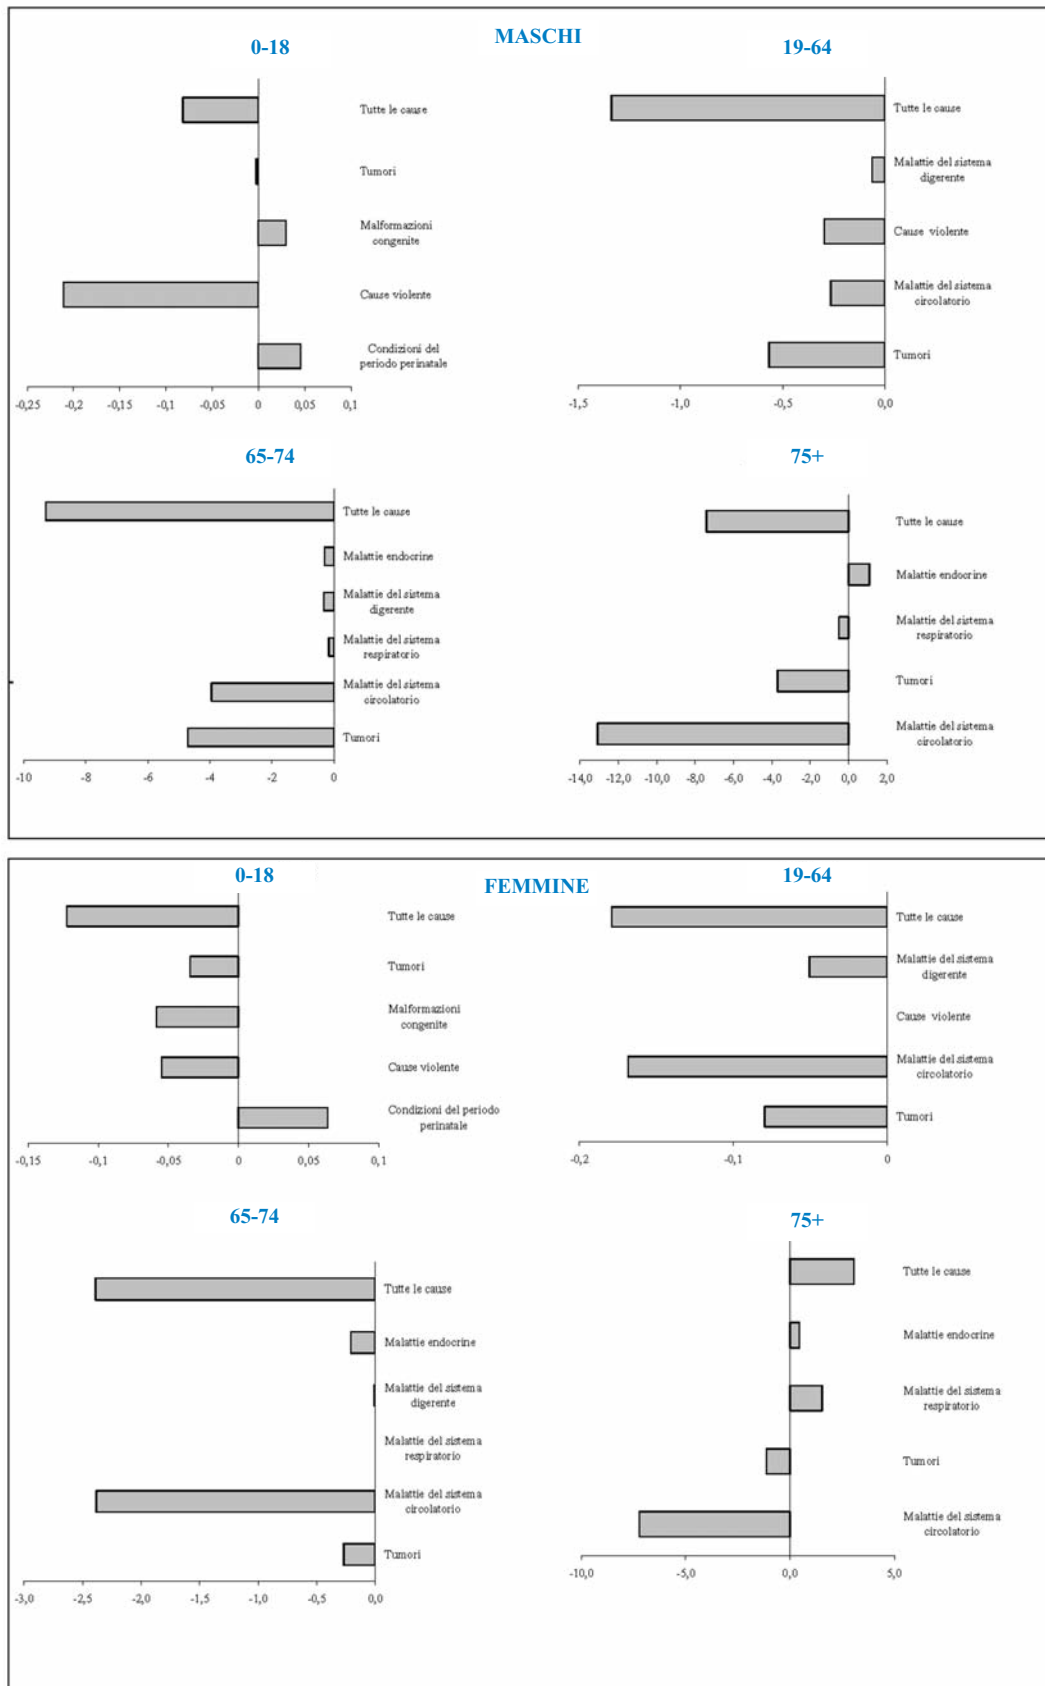 MASCHI
0-18
Tutte le cause
Tumori
Malformazioni
congenite
Cause violente
Condizioni del
periodo perinatale
-0,25 -0,2 -0,15 -0,1 -0,05 0 0,05 0,1
19-64
Tutte le cause
Malattie del sistema
digerente
Cause violente
Malattie del sistema
circolatorio
Tumori
-1,5 -1,0 -0,5 0,0
65-74
Tutte le cause
Malattie endocrine
Malattie del sistema
digerente
Malattie del sistema
respiratorio
Malattie del sistema
circolatorio
Tumori
-10 -8 -6 -4 -2 0
75+
Tutte le cause
Malattie endocrine
Malattie del sistema
respiratorio
Tumori
Malattie del sistema
circolatorio
-14,0 -12,0 -10,0 -8,0 -6,0 -4,0 -2,0 0,0 2,0
FEMMINE
0-18
Tutte le cause
Tumori
Malformazioni
congenite
Cause violente
Condizioni del periodo
perinatale
-0,15 -0,1 -0,05 0 0,05 0,1
19-64
Tutte le cause
Malattie del sistema
digerente
Cause violente
Malattie del sistema
circolatorio
Tumori
-0,2 -0,1 0
65-74
Tutte le cause
Malattie endocrine
Malattie del sistema
digerente
Malattie del sistema
respiratorio
Malattie del sistema
circolatorio
Tumori
-3,0 -2,5 -2,0 -1,5 -1,0 -0,5 0,0
75+
Tutte le cause
Malattie endocrine
Malattie del sistema
respiratorio
Tumori
Malattie del sistema
circolatorio
-10,0 -5,0 0,0 5,0